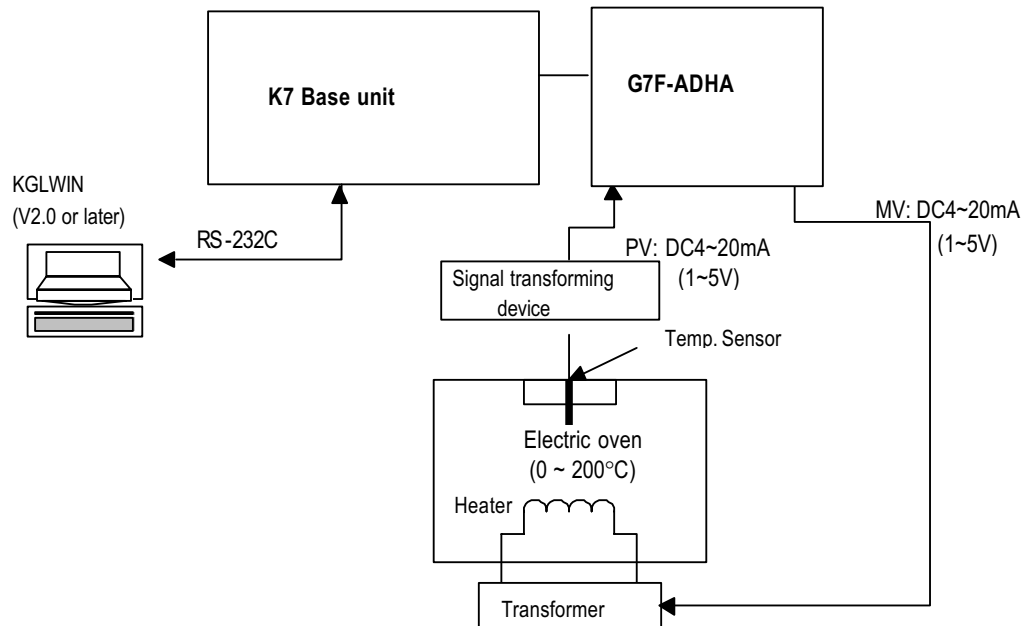 K7 Base unit
G7F-ADHA
KGLWIN
(V2.0 or later)
RS-232C
MV: DC4~20mA
(1~5V)
PV: DC4~20mA
(1~5V)
Signal transforming
device
Temp. Sensor
Electric oven
(0 ~ 200°C)
Heater
Transformer